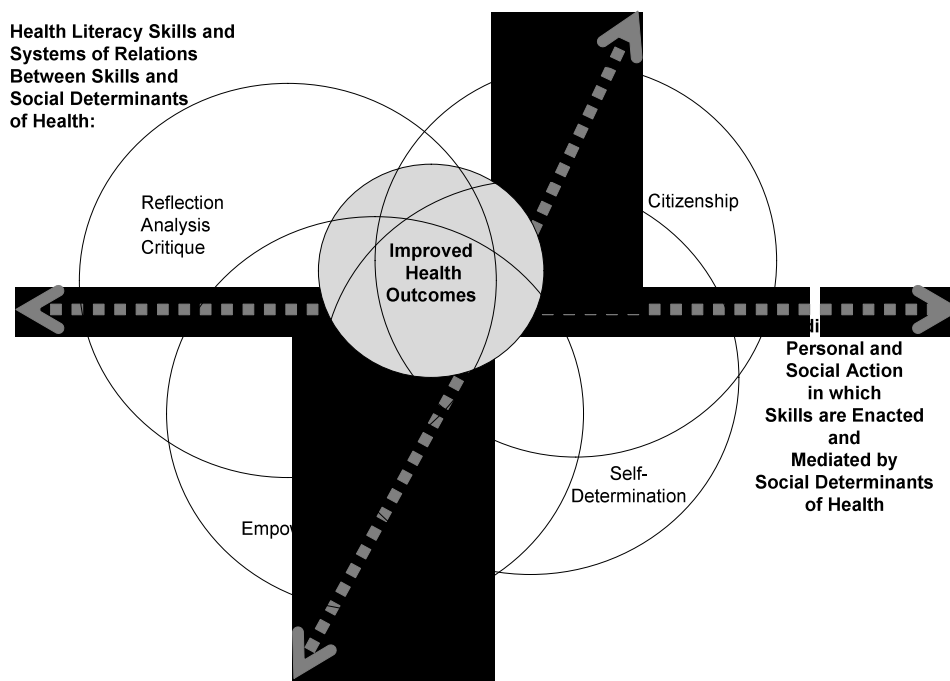 Health Literacy Skills and
Systems of Relations
Between Skills and
Social Determinants
of Health:
Reflection
Analysis
Critique
Citizenship
Improved
Health
Outcomes
Personal and
Social Action
in which
Skills are Enacted
and
Mediated by
Social Determinants
of Health
Self-
Determination